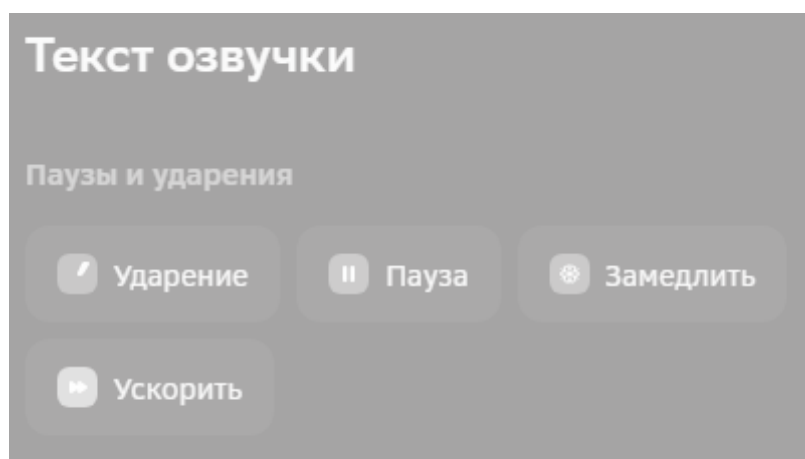 Текст озвучки
Паузы и ударения
Ударение Пауза Замедлить
Ускорить